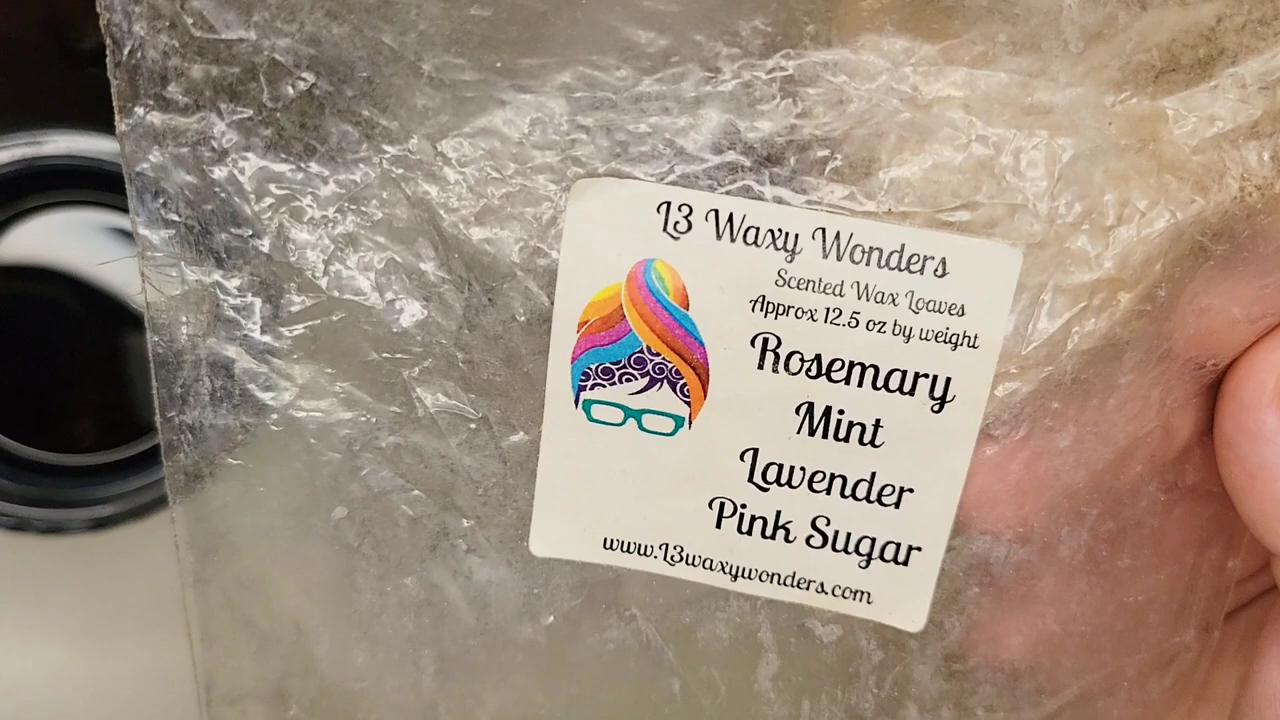 L3 Waxy Wonders
Scented Wax Loaves
Approx 12.5 oz by weight
Rosemary
Mint
Lavender
Pink Sugar
www.L3waxywonders.com